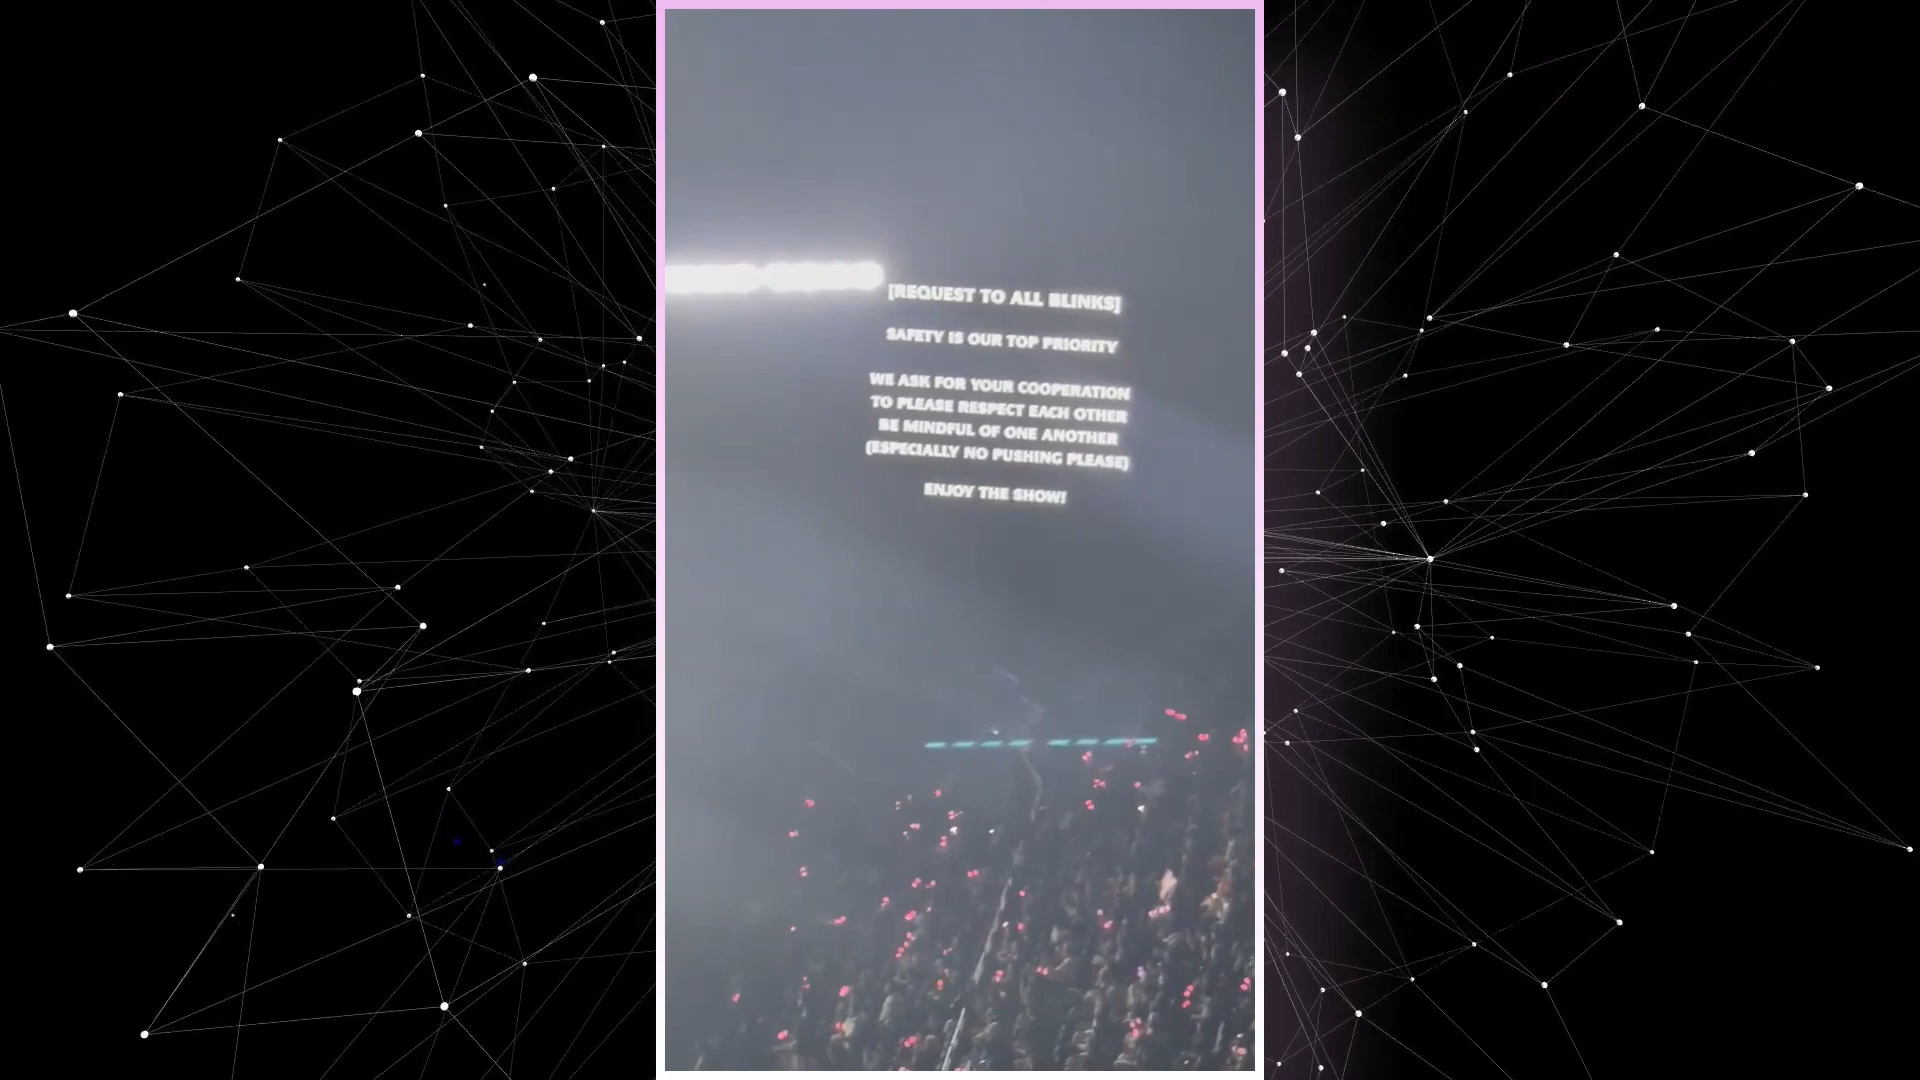 [REQUEST TO ALL BLINKS]
SAFETY IS OUR TOP PRIORITY
WE ASK FOR YOUR COOPERATION
TO PLEASE RESPECT EACH OTHER
BE MINDFUL OF ONE ANOTHER
(ESPECIALLY NO PUSHING PLEASE)
ENJOY THE SHOW!